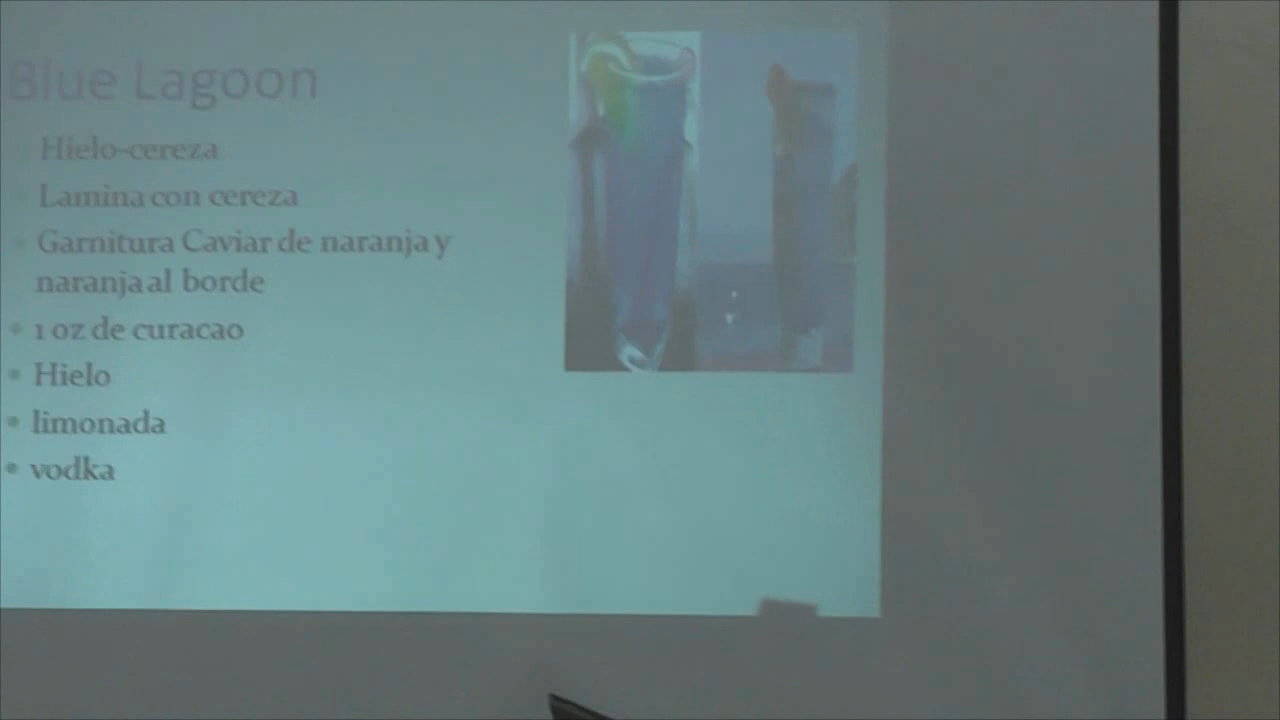 Blue Lagoon
Hielo-cereza
Lamina con cereza
Garnitura Caviar de naranja y
naranja al borde
1 oz de curacao
Hielo
limonada
vodka